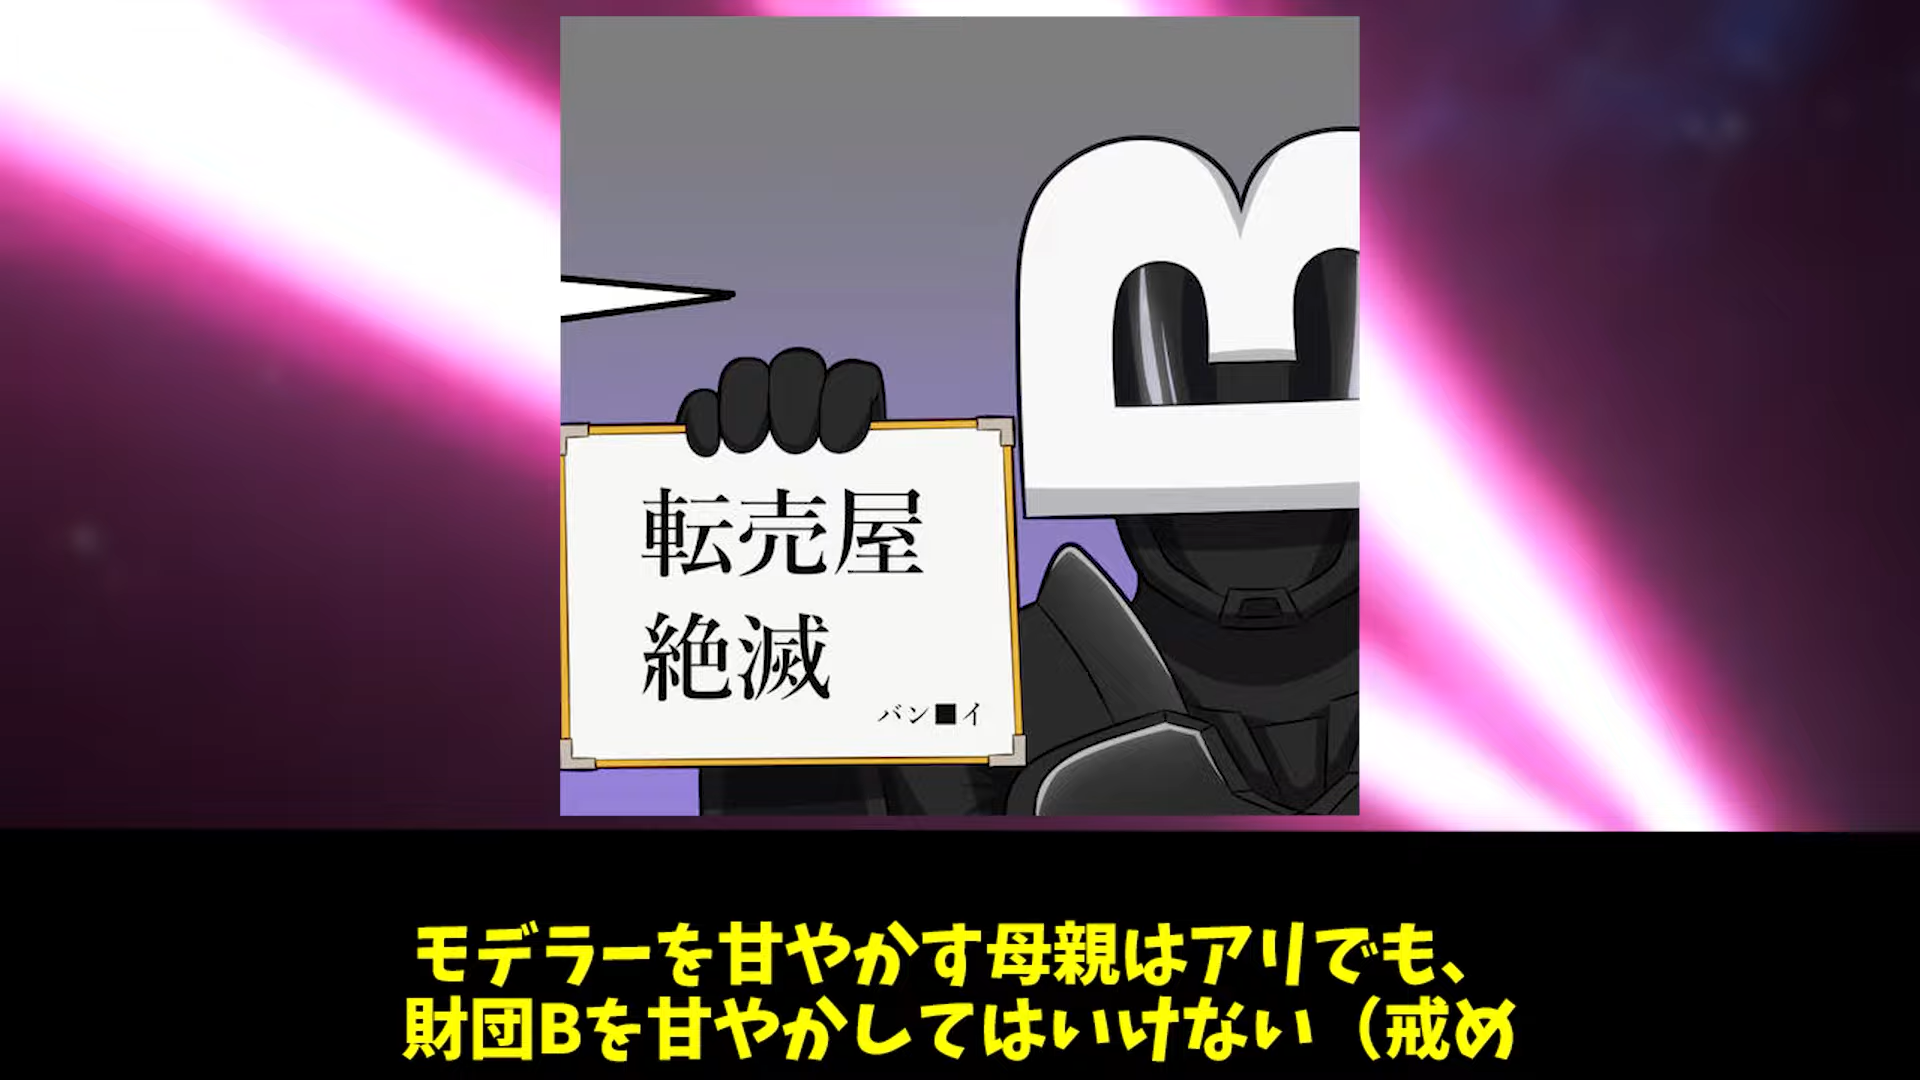 転売屋
絶滅
バン■イ
モデラーを甘やかす母親はアリでも、
財団Bを甘やかしてはいけない（戒め